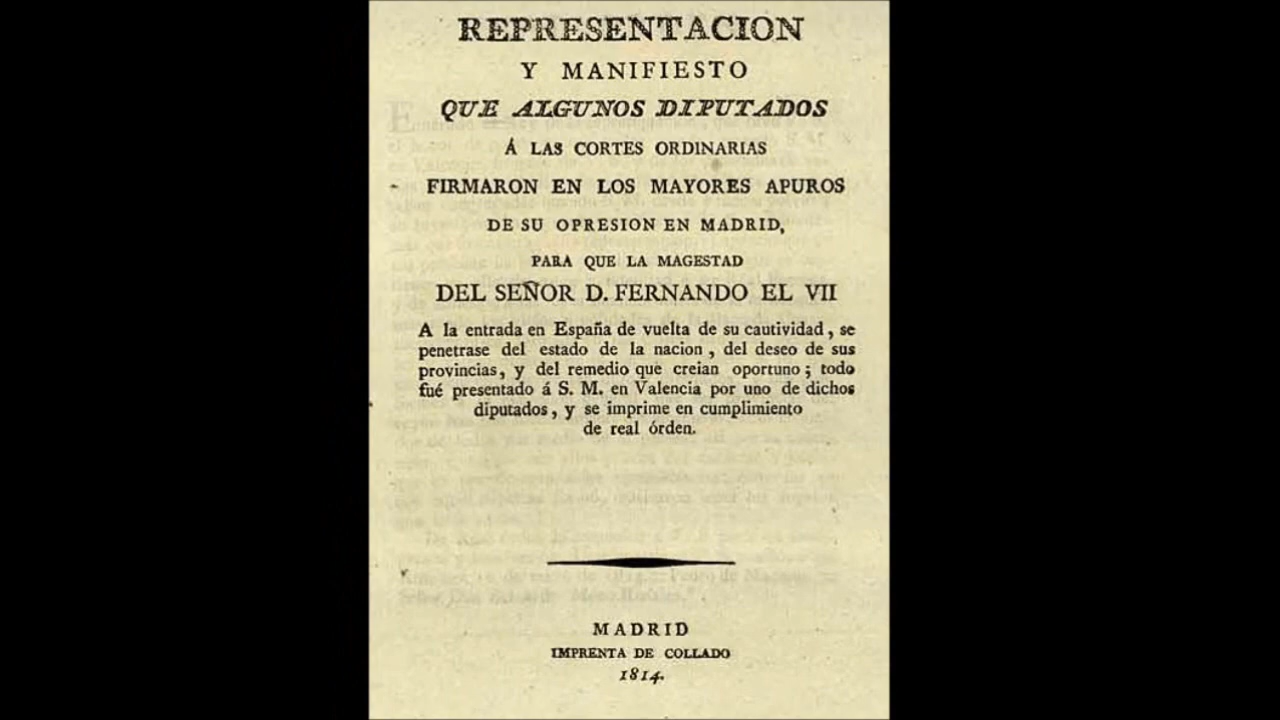 REPRESENTACION
Y MANIFIESTO
QUE ALGUNOS DIPUTADOS
Á LAS CORTES ORDINARIAS
FIRMARON EN LOS MAYORES APUROS
DE SU OPRESION EN MADRID,
PARA QUE LA MAGESTAD
DEL SEÑOR D. FERNANDO EL VII
A la entrada en España de vuelta de su cautividad, se
penetrase del estado de la nacion, del deseo de sus
provincias, y del remedio que creian oportuno; todo
fué presentado á S. M. en Valencia por uno de dichos
diputados, y se imprime en cumplimiento
de real órden.
MADRID
IMPRENTA DE COLLADO
1814.